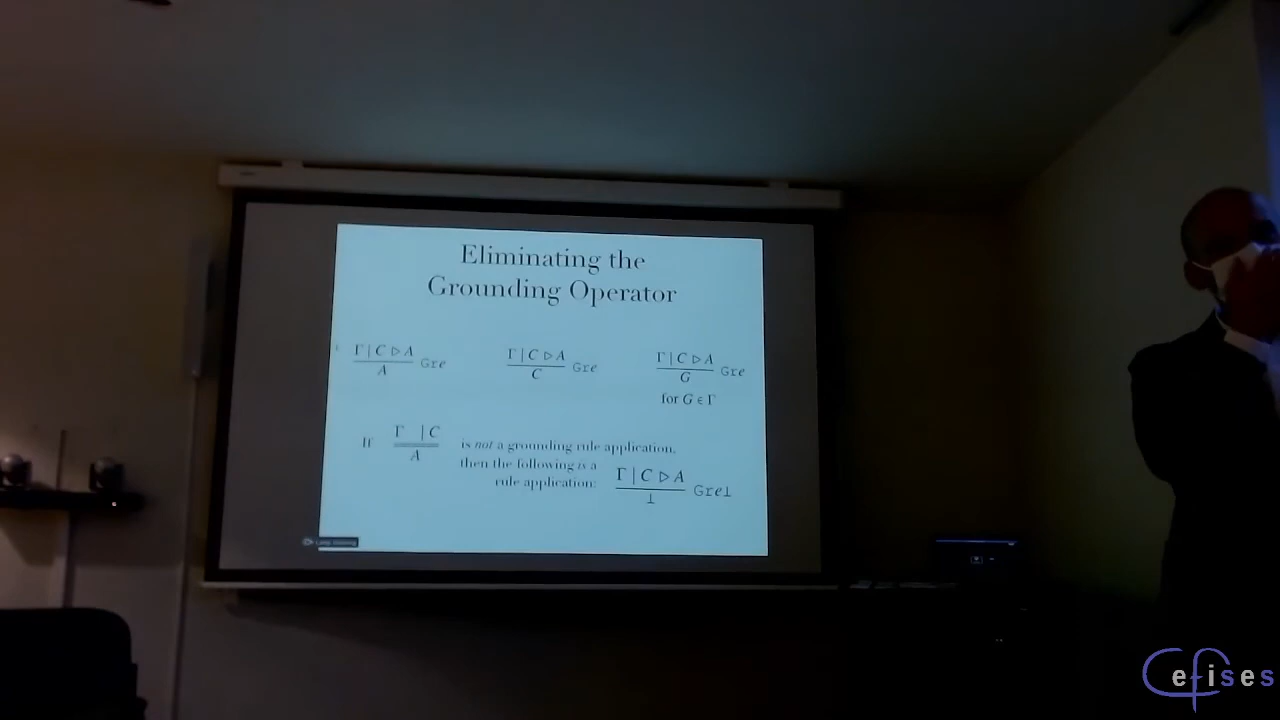 Eliminating the
Grounding Operator
Γ | C ▷ A
A
Gre
Γ | C ▷ A
C
Gre
Γ | C ▷ A
G
Gre
for G ∈ Γ
If
Γ | C
A
is not a grounding rule application,
then the following is a
rule application:
Γ | C ▷ A
⊥
Gre⊥
efises